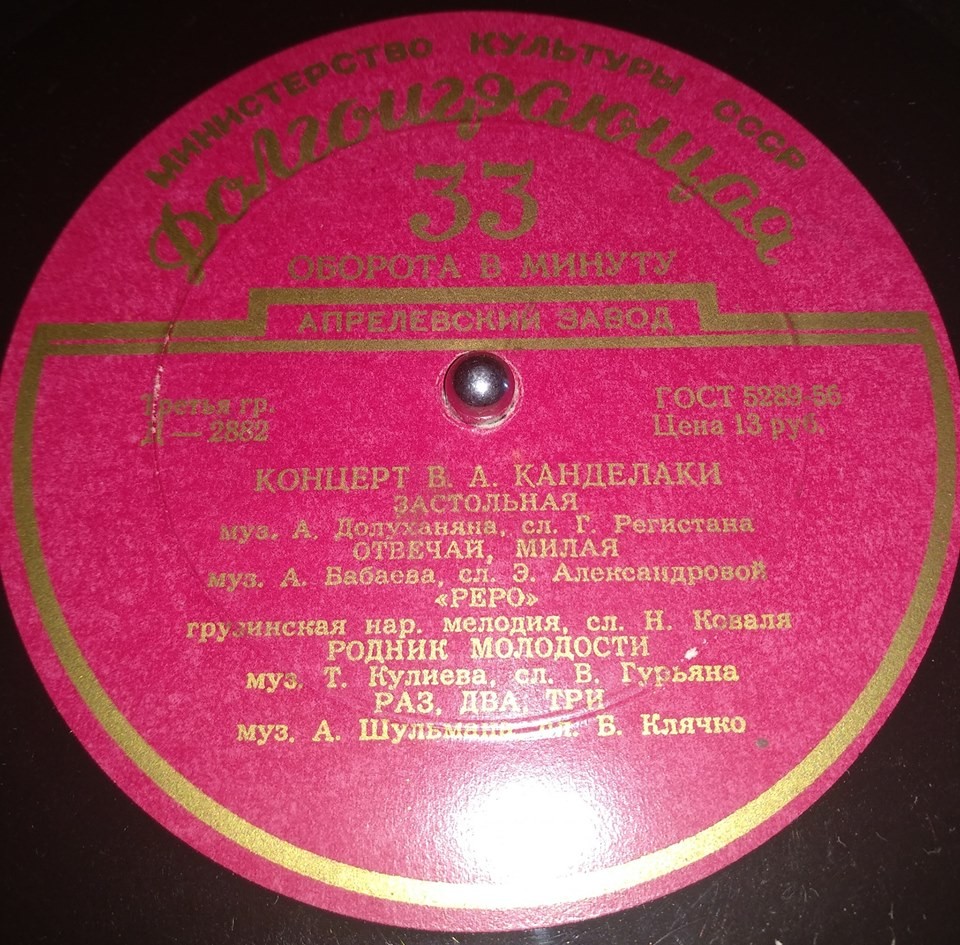 МИНИСТЕРСТВО КУЛЬТУРЫ СССР
Долгоиграющая
33
ОБОРОТА В МИНУТУ
АПРЕЛЕВСКИЙ ЗАВОД
Третья гр.
Д — 2882
ГОСТ 5289-56
Цена 13 руб.
КОНЦЕРТ В. А. КАНДЕЛАКИ
ЗАСТОЛЬНАЯ
муз. А. Долуханяна, сл. Г. Регистана
ОТВЕЧАЙ, МИЛАЯ
муз. А. Бабаева, сл. Э. Александровой
«РЕРО»
грузинская нар. мелодия, сл. Н. Коваля
РОДНИК МОЛОДОСТИ
муз. Т. Кулиева, сл. В. Гурьяна
РАЗ, ДВА, ТРИ
муз. А. Шульмана, сл. Б. Клячко